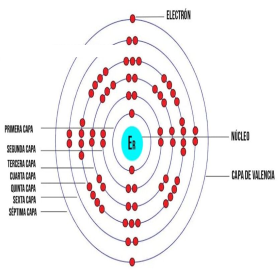 ELECTRÓN
PRIMERA CAPA
SEGUNDA CAPA
TERCERA CAPA
CUARTA CAPA
QUINTA CAPA
SEXTA CAPA
SÉPTIMA CAPA
ER
NÚCLEO
CAPA DE VALENCIA